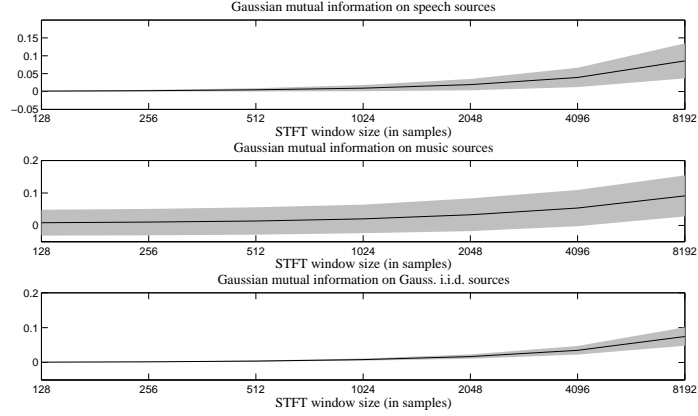 Gaussian mutual information on speech sources
0.15
0.1
0.05
0
−0.05
128 256 512 1024 2048 4096 8192
STFT window size (in samples)
Gaussian mutual information on music sources
0.2
0.1
0
128 256 512 1024 2048 4096 8192
STFT window size (in samples)
Gaussian mutual information on Gauss. i.i.d. sources
0.2
0.1
0
128 256 512 1024 2048 4096 8192
STFT window size (in samples)